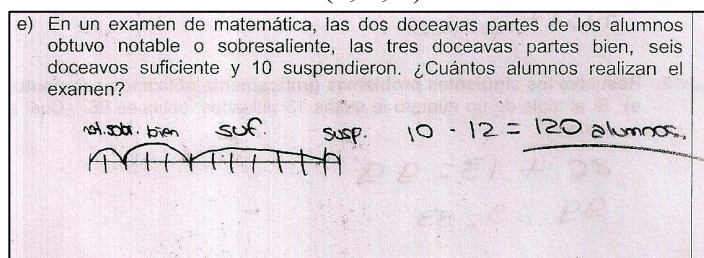 e) En un examen de matemática, las dos doceavas partes de los alumnos
obtuvo notable o sobresaliente, las tres doceavas partes bien, seis
doceavos suficiente y 10 suspendieron. ¿Cuántos alumnos realizan el
examen?
not. sobr. bien suf. susp. 10 · 12 = 120 alumnos.